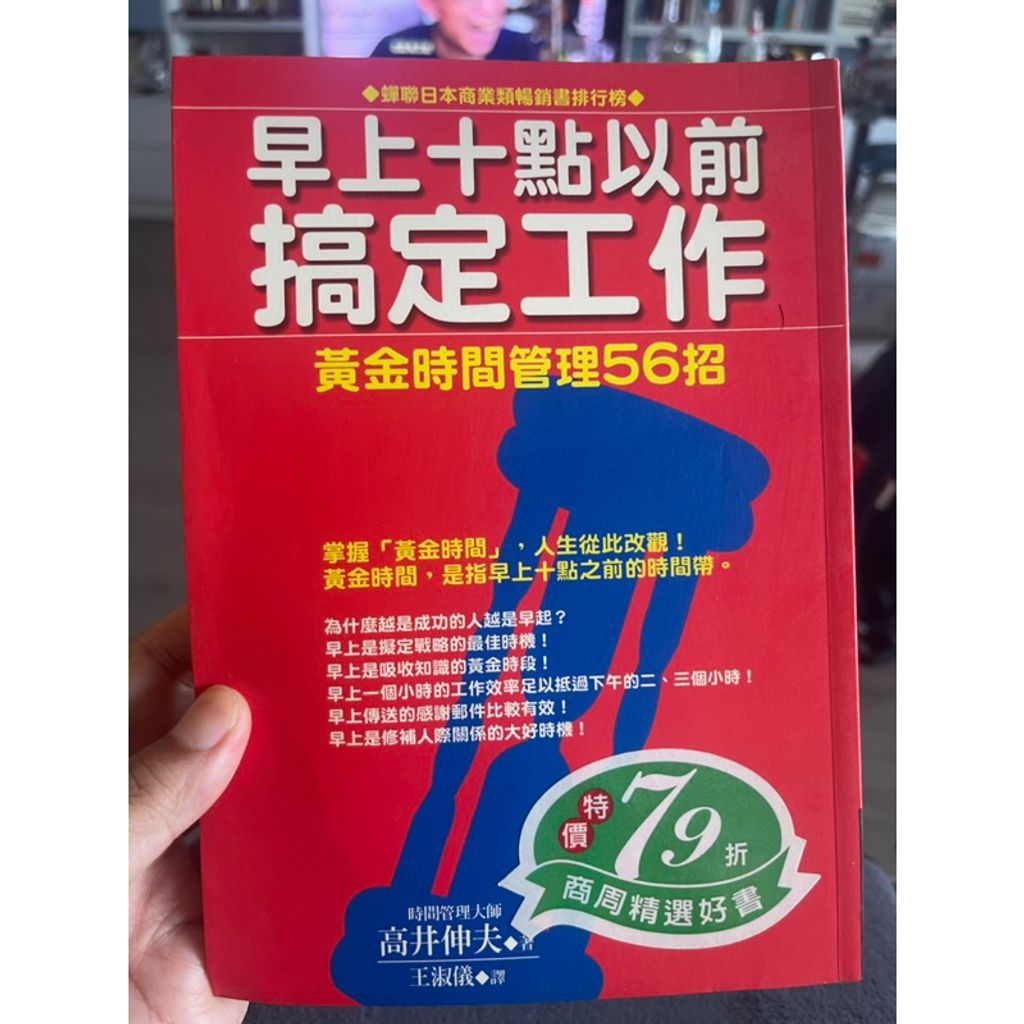 ◆蟬聯日本商業類暢銷書排行榜◆
早上十點以前
搞定工作
黃金時間管理56招
掌握「黃金時間」，人生從此改觀！
黃金時間，是指早上十點之前的時間帶。
為什麼越是成功的人越是早起？
早上是擬定戰略的最佳時機！
早上是吸收知識的黃金時段！
早上一個小時的工作效率足以抵過下午的二、三個小時！
早上傳送的感謝郵件比較有效！
早上是修補人際關係的大好時機！
特價 79折
商周精選好書
時間管理大師
高井伸夫◆著
王淑儀◆譯